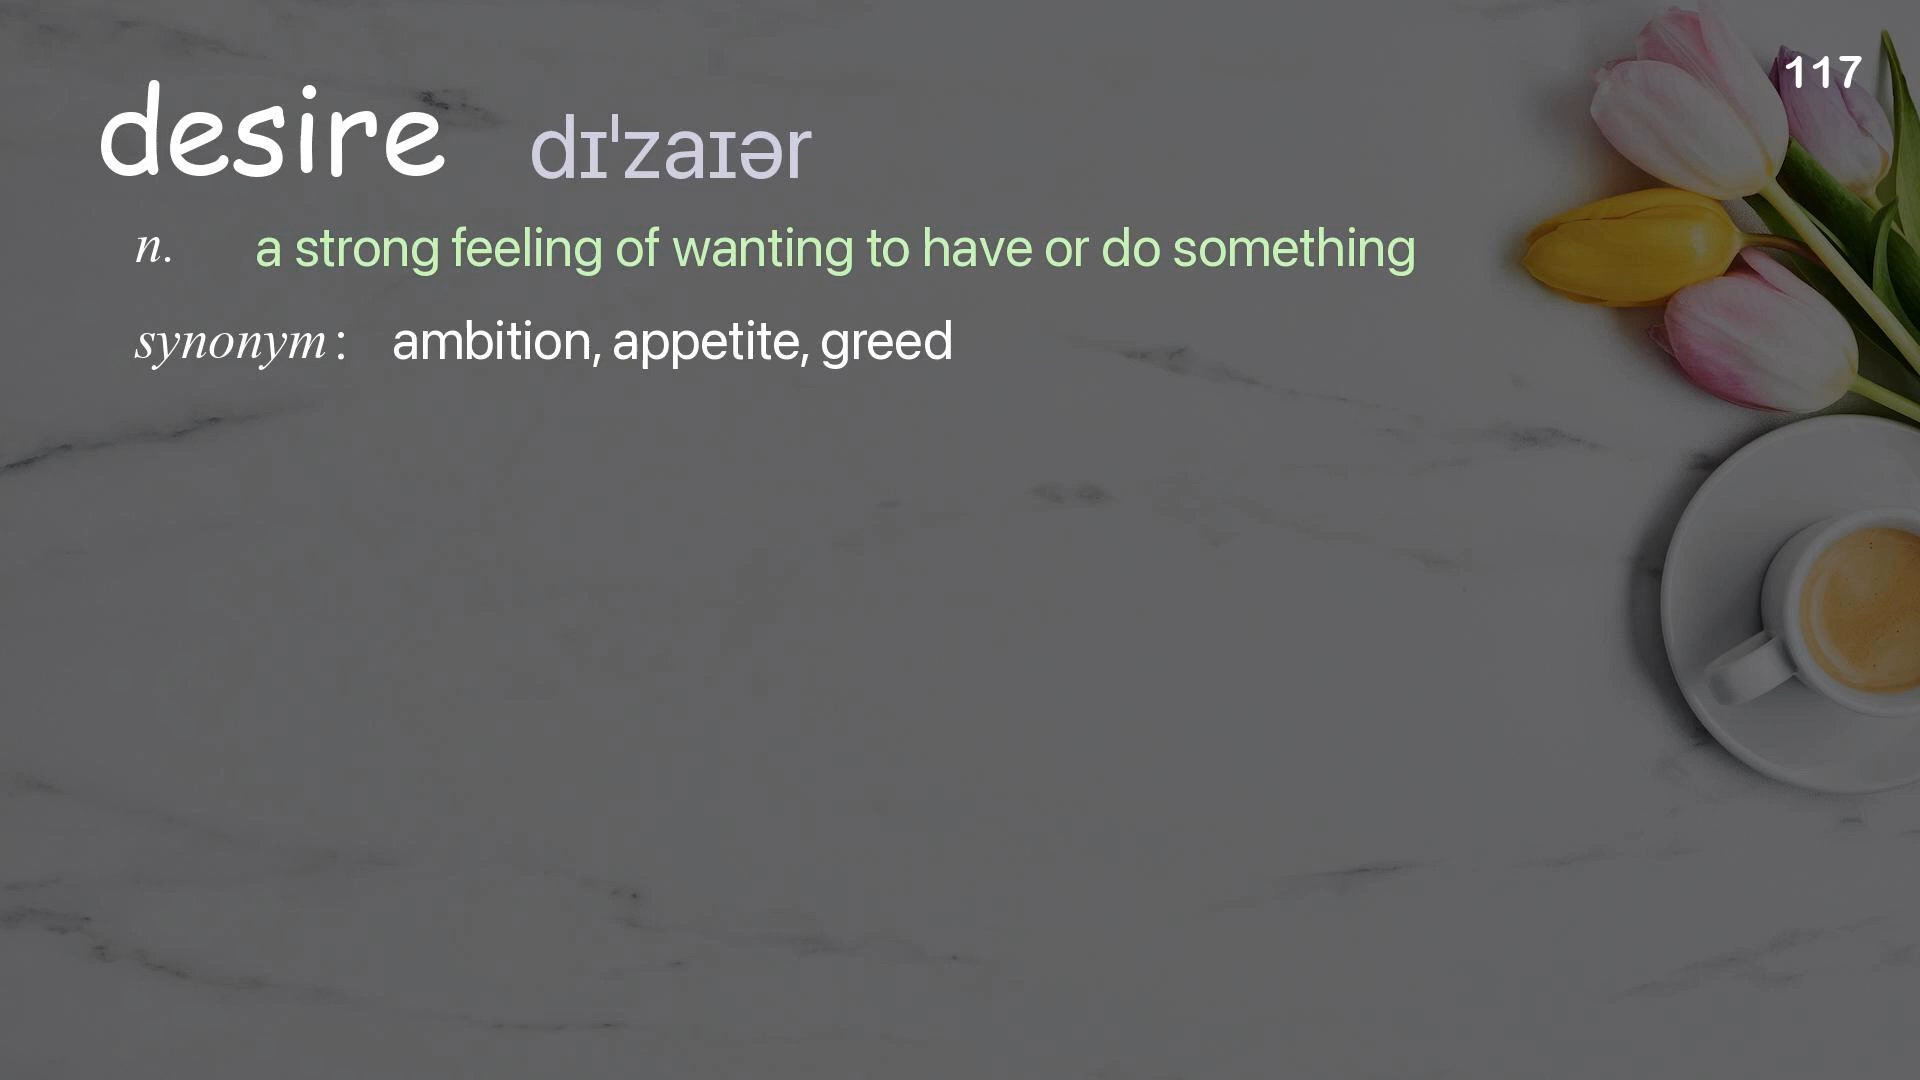 117
desire dɪˈzaɪər
n. a strong feeling of wanting to have or do something
synonym: ambition, appetite, greed